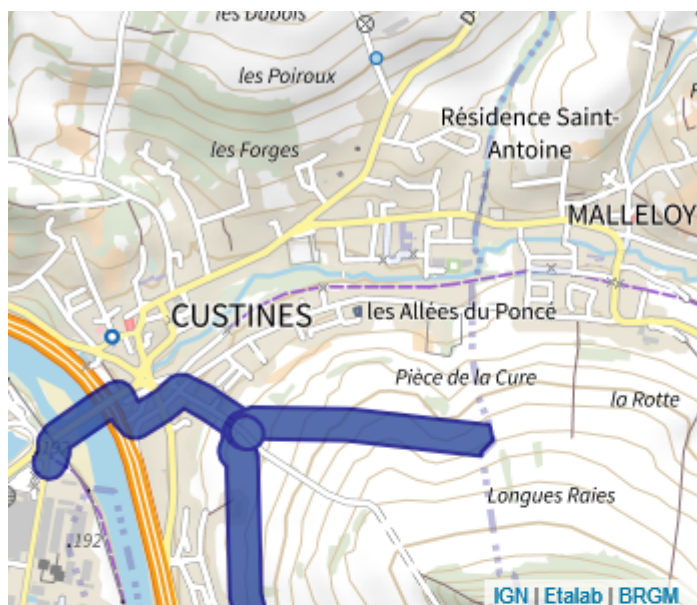 les Dubois
les Poiroux
Résidence Saint-
Antoine
les Forges
MALLELOY
CUSTINES
les Allées du Poncé
Pièce de la Cure
la Rotte
Longues Raies
.192
IGN | Etalab | BRGM